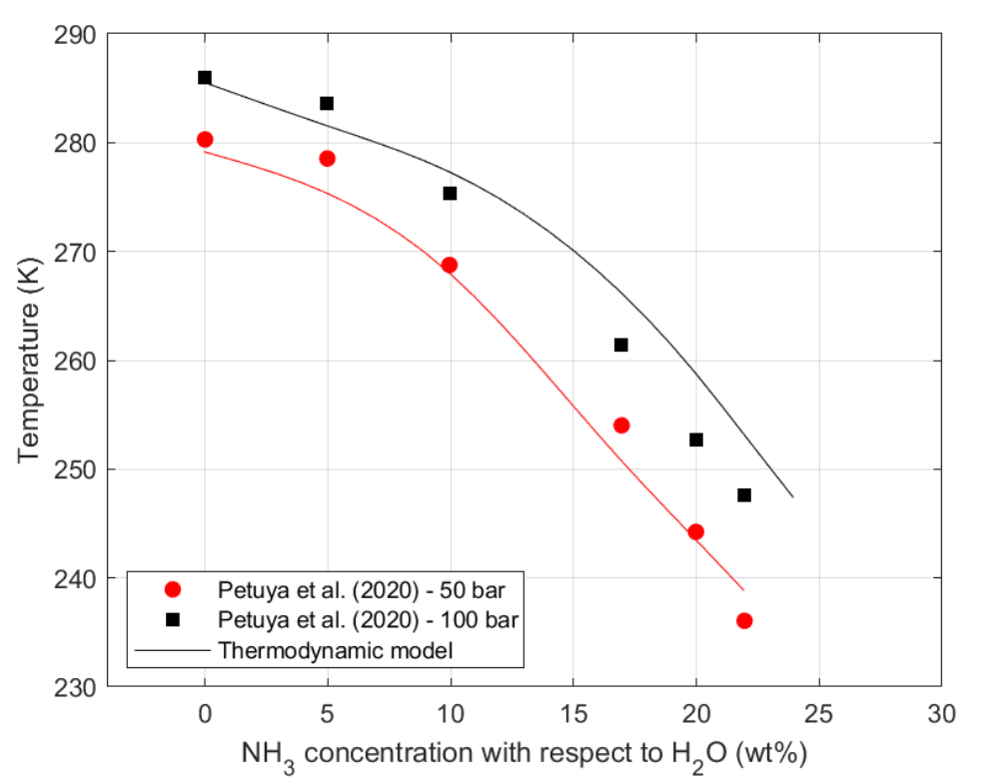 290
280
270
260
250
240
230
Temperature (K)
Petuya et al. (2020) - 50 bar
Petuya et al. (2020) - 100 bar
Thermodynamic model
0 5 10 15 20 25 30
NH₃ concentration with respect to H₂O (wt%)